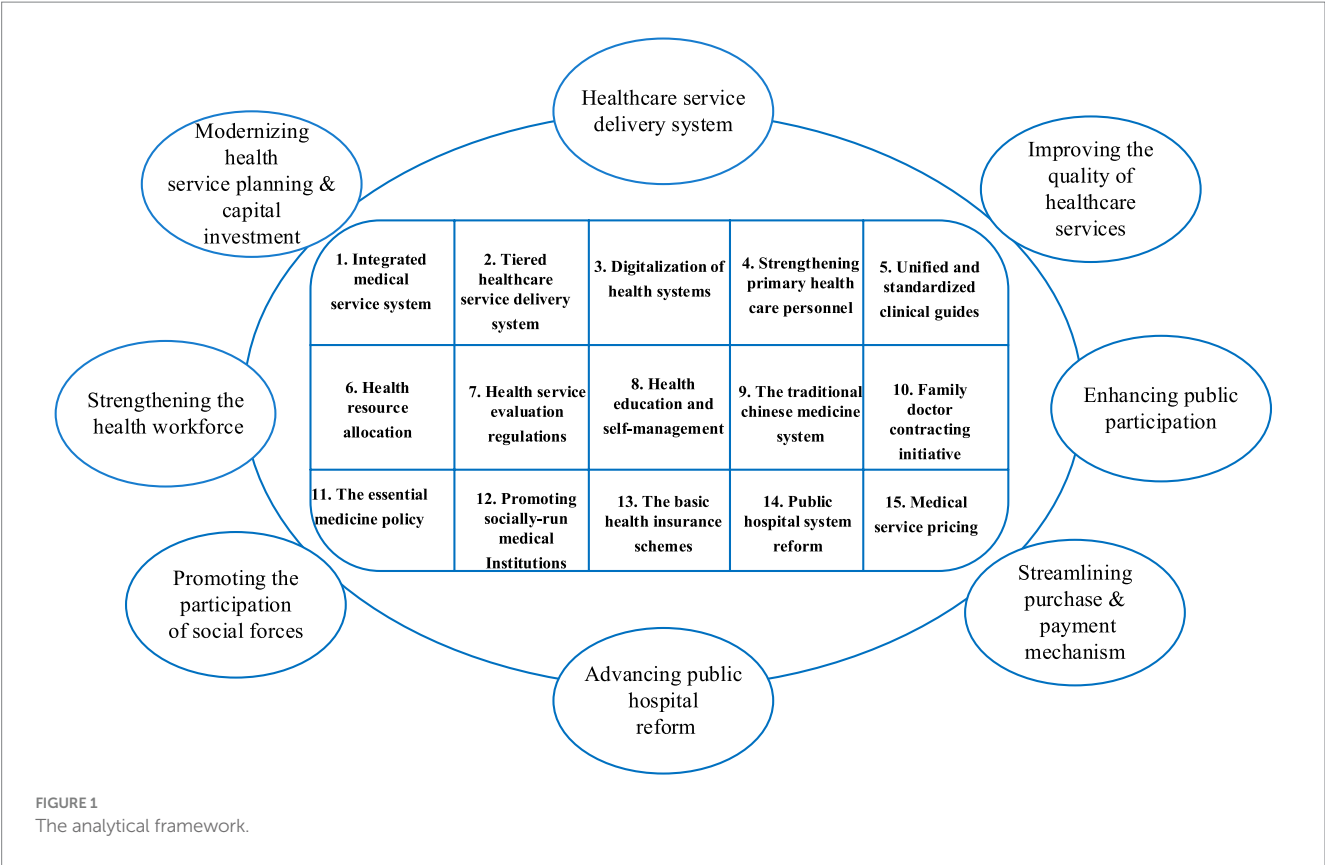 Healthcare service
delivery system
Modernizing
health
service planning &
capital
investment
Improving the
quality of
healthcare
services
1. Integrated
medical
service system
2. Tiered
healthcare
service delivery
system
3. Digitalization of
health systems
4. Strengthening
primary health
care personnel
5. Unified and
standardized
clinical guides
Strengthening the
health workforce
6. Health
resource
allocation
7. Health service
evaluation
regulations
8. Health
education and
self-management
9. The traditional
chinese medicine
system
10. Family
doctor
contracting
initiative
Enhancing public
participation
11. The essential
medicine policy
12. Promoting
socially-run
medical
Institutions
13. The basic
health insurance
schemes
14. Public
hospital system
reform
15. Medical
service pricing
Promoting the
participation
of social forces
Streamlining
purchase &
payment
mechanism
Advancing public
hospital
reform
FIGURE 1
The analytical framework.